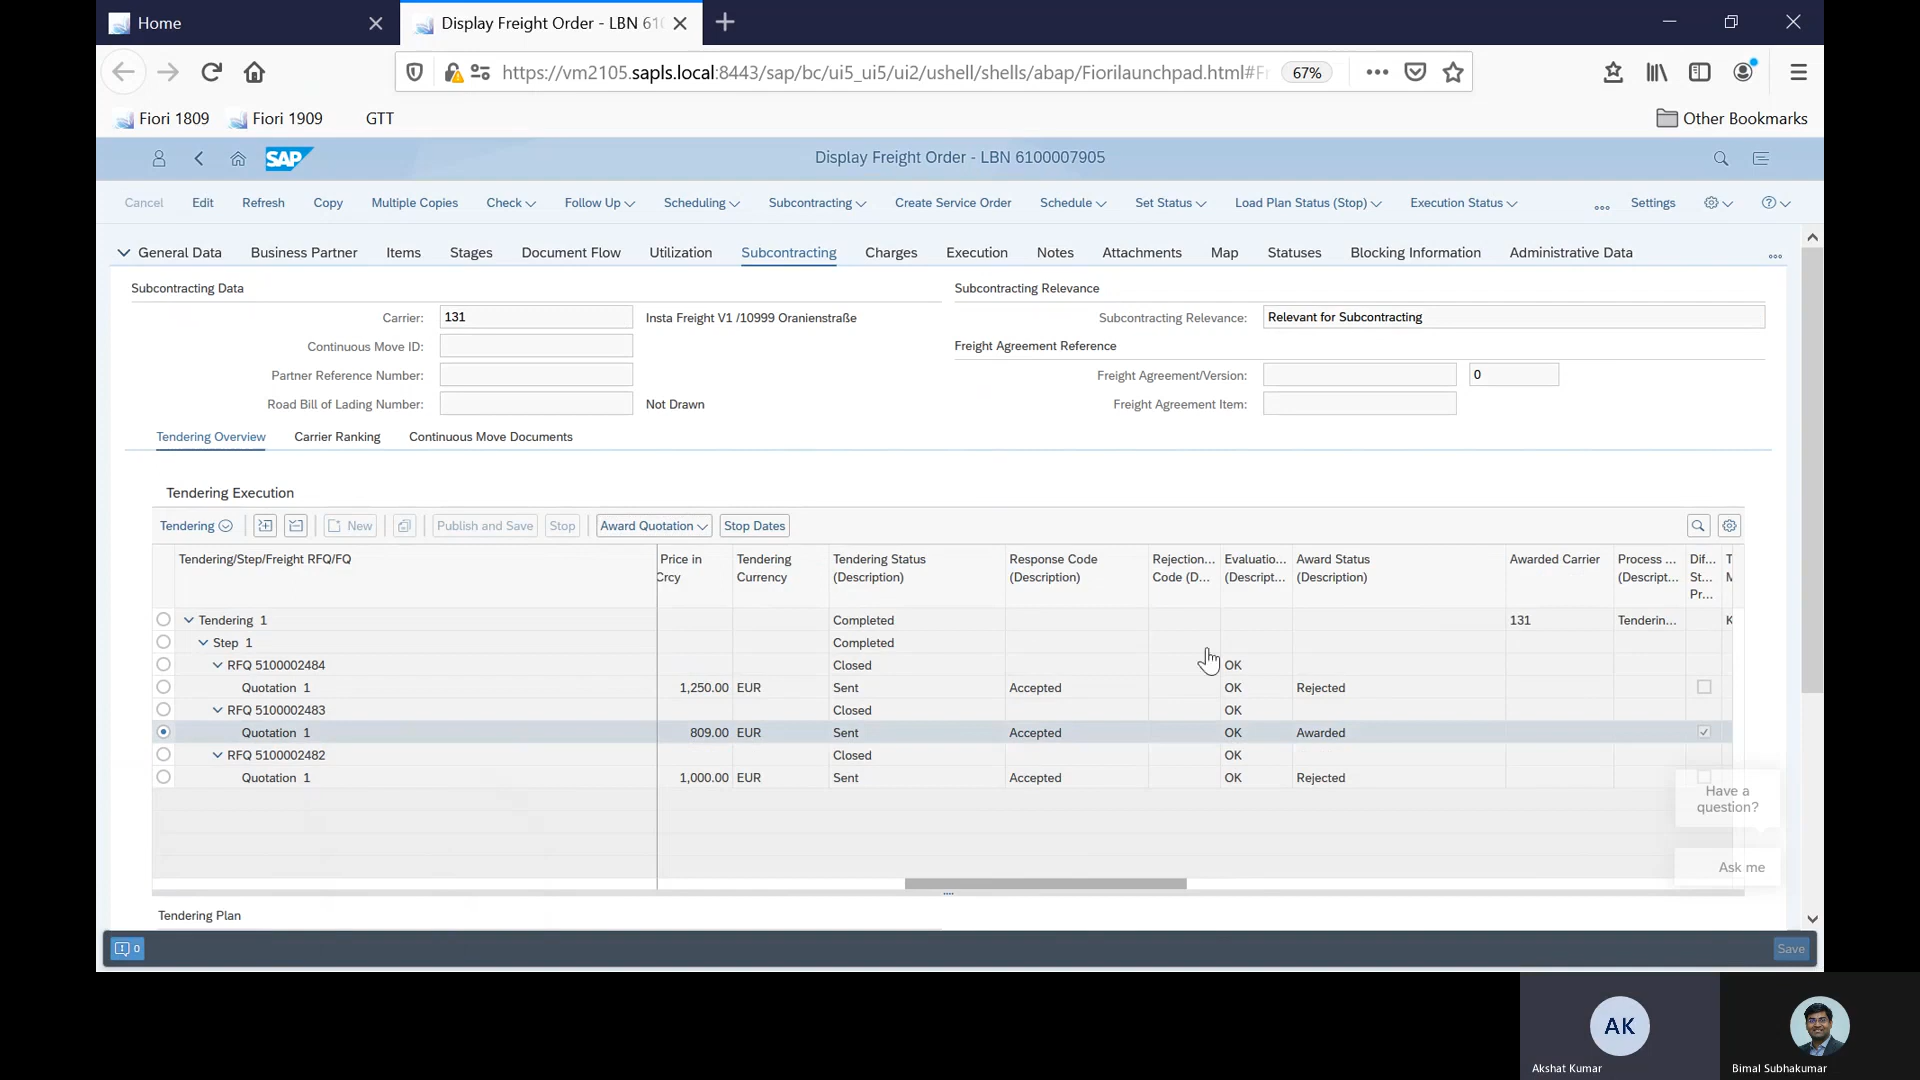 Home
Display Freight Order - LBN 61
https://vm2105.sapls.local:8443/sap/bc/ui5_ui5/ui2/ushell/shells/abap/Fiorilaunchpad.html#Fr 67%
Fiori 1809 Fiori 1909 GTT Other Bookmarks
SAP Display Freight Order - LBN 6100007905
Cancel Edit Refresh Copy Multiple Copies Check Follow Up Scheduling Subcontracting Create Service Order Schedule Set Status Load Plan Status (Stop) Execution Status ... Settings
General Data Business Partner Items Stages Document Flow Utilization Subcontracting Charges Execution Notes Attachments Map Statuses Blocking Information Administrative Data
Subcontracting Data Subcontracting Relevance
Carrier: 131 Insta Freight V1 /10999 Oranienstraße Subcontracting Relevance: Relevant for Subcontracting
Continuous Move ID: Freight Agreement Reference
Partner Reference Number: Freight Agreement/Version: 0
Road Bill of Lading Number: Not Drawn Freight Agreement Item:
Tendering Overview Carrier Ranking Continuous Move Documents
Tendering Execution
Tendering New Publish and Save Stop Award Quotation Stop Dates
Tendering/Step/Freight RFQ/FQ Price in Tendering Tendering Status Response Code Rejection... Evaluatio... Award Status Awarded Carrier Process ... Dif... T
Crcy Currency (Description) (Description) Code (D... (Descript... (Description) (Descript... St... M
Pr...
Tendering 1 Completed 131 Tenderin... K
Step 1 Completed
RFQ 5100002484 Closed OK
Quotation 1 1,250.00 EUR Sent Accepted OK Rejected
RFQ 5100002483 Closed OK
Quotation 1 809.00 EUR Sent Accepted OK Awarded
RFQ 5100002482 Closed OK
Quotation 1 1,000.00 EUR Sent Accepted OK Rejected
Have a
question?
Ask me
Tendering Plan
0 Save
AK
Akshat Kumar Bimal Subhakumar